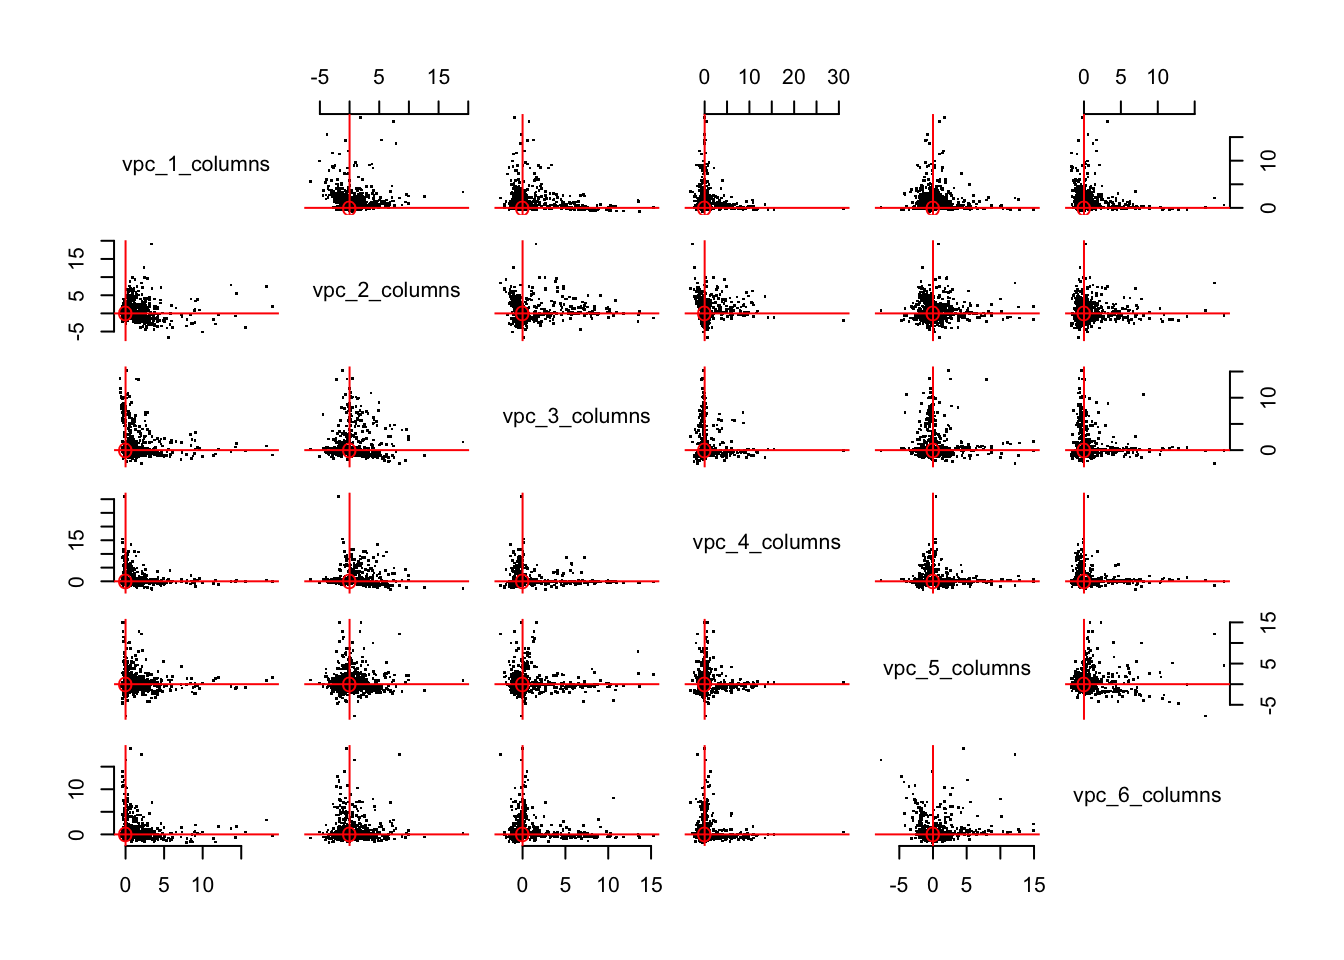 -5 5 15 0 10 20 30 0 5 10
vpc_1_columns 0 10
-5 5 15 vpc_2_columns
vpc_3_columns 0 10
0 15 vpc_4_columns
vpc_5_columns -5 5 15
0 10 vpc_6_columns
0 5 10 0 5 10 15 -5 0 5 15